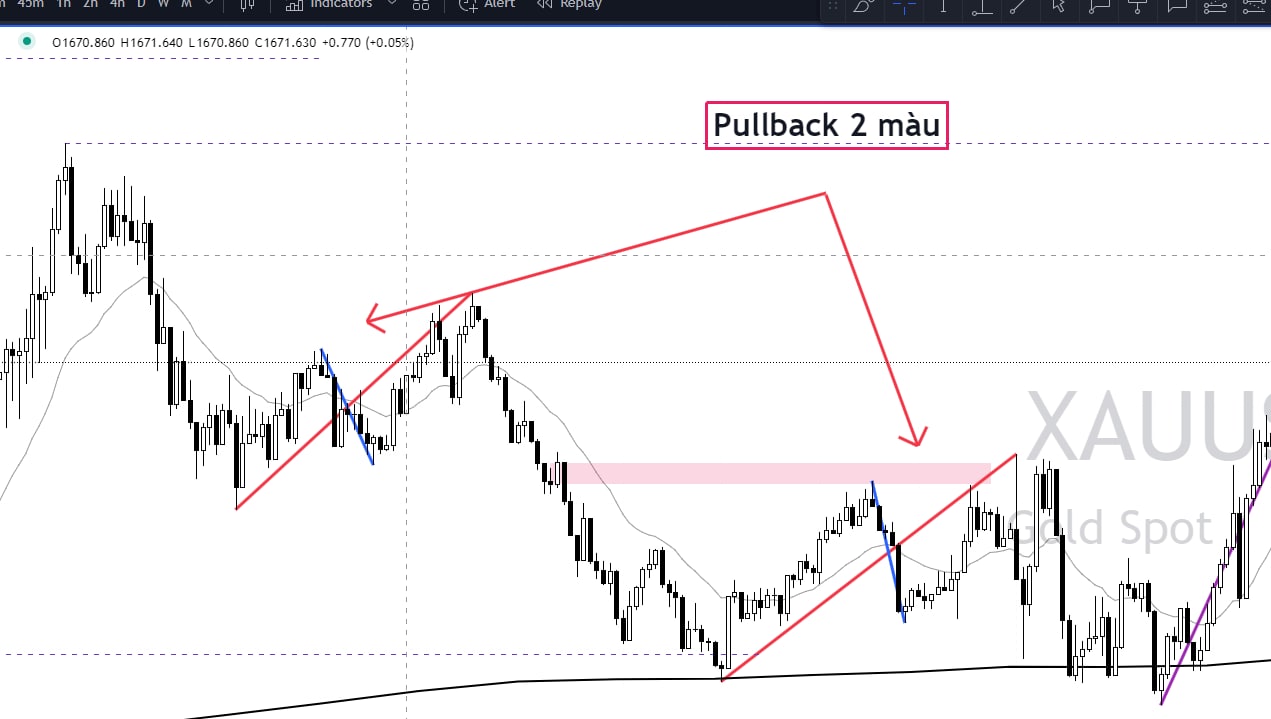 45m 1h 2h 4h D W M Indicators Alert Replay
O1670.860 H1671.640 L1670.860 C1671.630 +0.770 (+0.05%)
Pullback 2 màu
XAUUS
Gold Spot